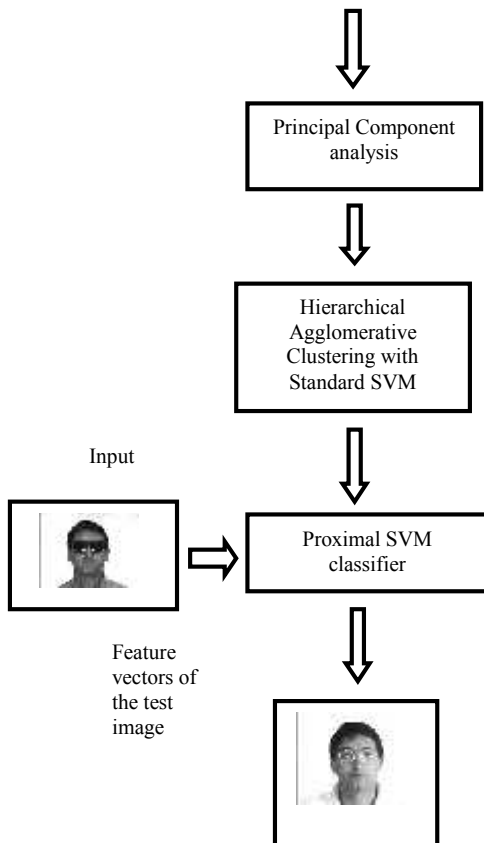 Principal Component
analysis
Hierarchical
Agglomerative
Clustering with
Standard SVM
Input
Proximal SVM
classifier
Feature
vectors of
the test
image